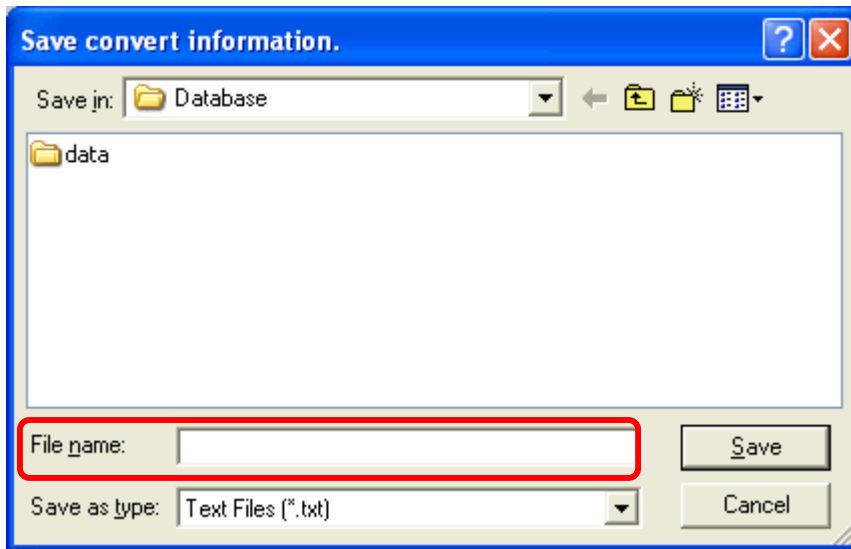 Save convert information.
Save in: Database
data
File name: Save
Save as type: Text Files (*.txt) Cancel